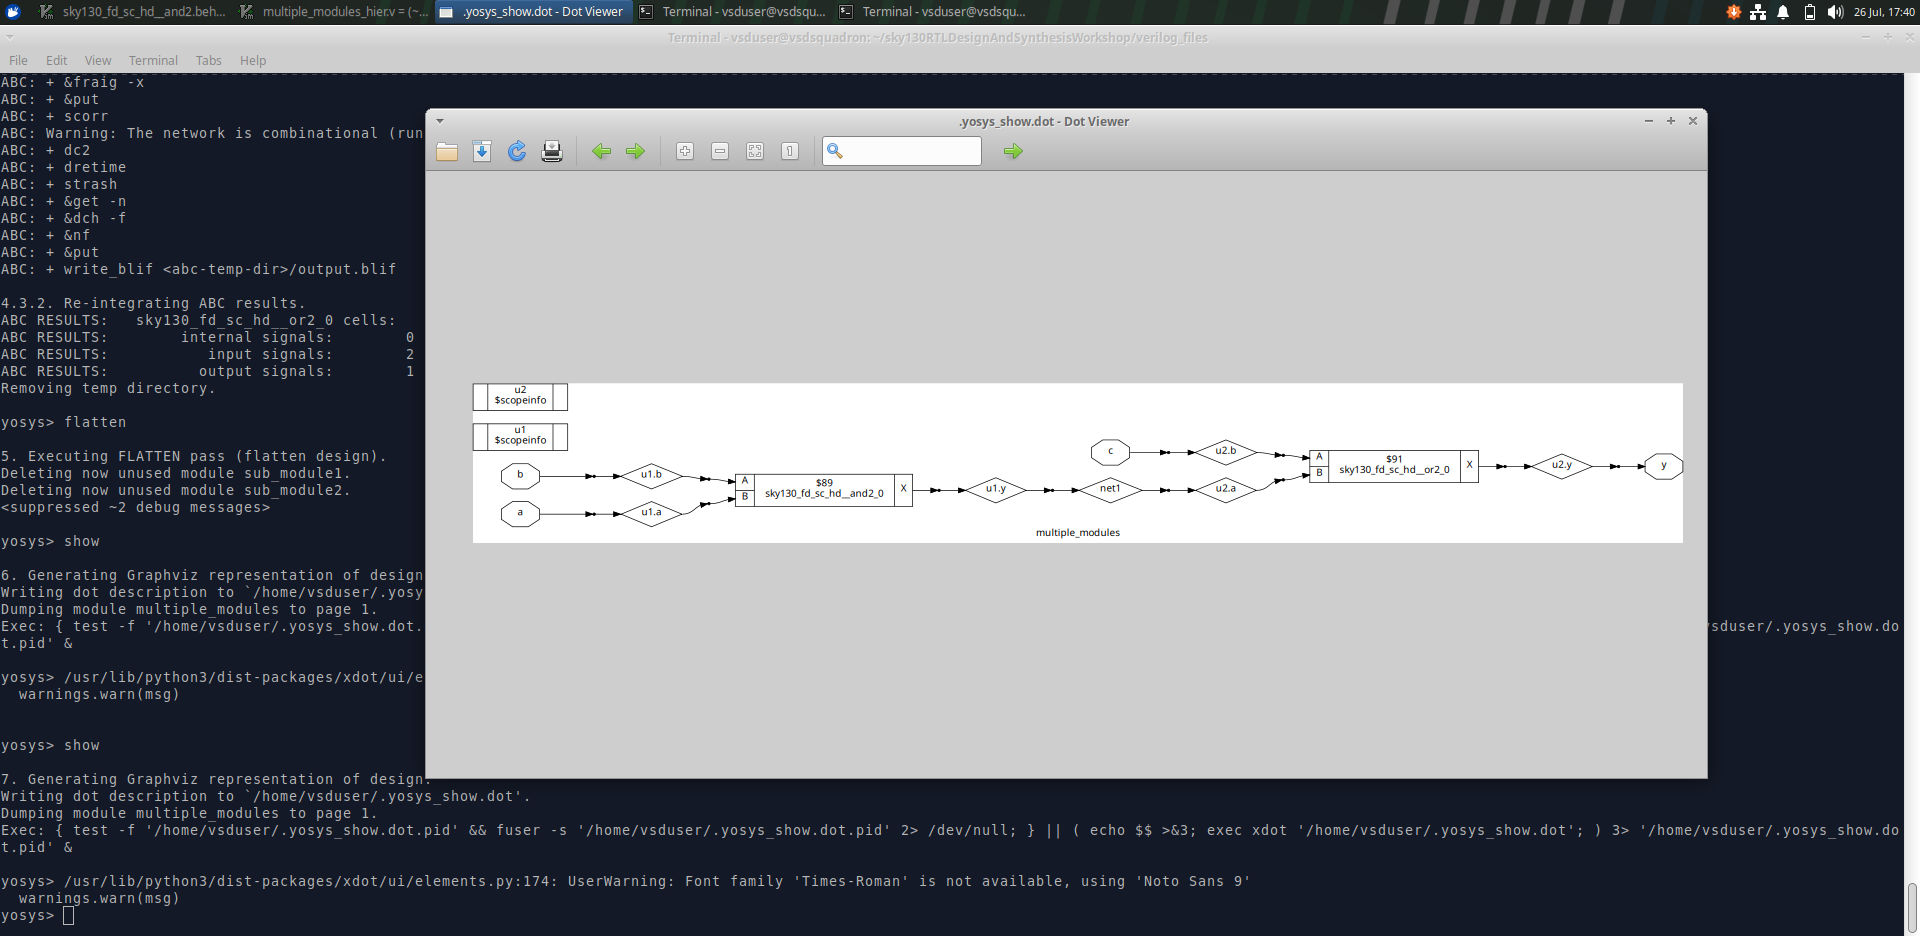 sky130_fd_sc_hd__and2.beh...
multiple_modules_hier.v = (~...
.yosys_show.dot - Dot Viewer
Terminal - vsduser@vsdsqu...
Terminal - vsduser@vsdsqu...
26 Jul, 17:40
Terminal - vsduser@vsdsquadron: ~/sky130RTLDesignAndSynthesisWorkshop/verilog_files
File Edit View Terminal Tabs Help
ABC: + &fraig -x
ABC: + &put
ABC: + scorr
ABC: Warning: The network is combinational (run
ABC: + dc2
ABC: + dretime
ABC: + strash
ABC: + &get -n
ABC: + &dch -f
ABC: + &nf
ABC: + &put
ABC: + write_blif <abc-temp-dir>/output.blif
4.3.2. Re-integrating ABC results.
ABC RESULTS:   sky130_fd_sc_hd__or2_0 cells:
ABC RESULTS:        internal signals:        0
ABC RESULTS:           input signals:        2
ABC RESULTS:          output signals:        1
Removing temp directory.
yosys> flatten
5. Executing FLATTEN pass (flatten design).
Deleting now unused module sub_module1.
Deleting now unused module sub_module2.
<suppressed ~2 debug messages>
yosys> show
6. Generating Graphviz representation of design
Writing dot description to `/home/vsduser/.yosy
Dumping module multiple_modules to page 1.
Exec: { test -f '/home/vsduser/.yosys_show.dot.
vsduser/.yosys_show.do
t.pid' &
yosys> /usr/lib/python3/dist-packages/xdot/ui/e
warnings.warn(msg)
yosys> show
7. Generating Graphviz representation of design.
Writing dot description to `/home/vsduser/.yosys_show.dot'.
Dumping module multiple_modules to page 1.
Exec: { test -f '/home/vsduser/.yosys_show.dot.pid' && fuser -s '/home/vsduser/.yosys_show.dot.pid' 2> /dev/null; } || ( echo $$ >&3; exec xdot '/home/vsduser/.yosys_show.dot'; ) 3> '/home/vsduser/.yosys_show.do
t.pid' &
yosys> /usr/lib/python3/dist-packages/xdot/ui/elements.py:174: UserWarning: Font family 'Times-Roman' is not available, using 'Noto Sans 9'
warnings.warn(msg)
yosys>
.yosys_show.dot - Dot Viewer
1
u2
$scopeinfo
u1
$scopeinfo
b
u1.b
a
u1.a
A
B
$89
sky130_fd_sc_hd__and2_0
X
u1.y
net1
c
u2.b
u2.a
A
B
$91
sky130_fd_sc_hd__or2_0
X
u2.y
y
multiple_modules